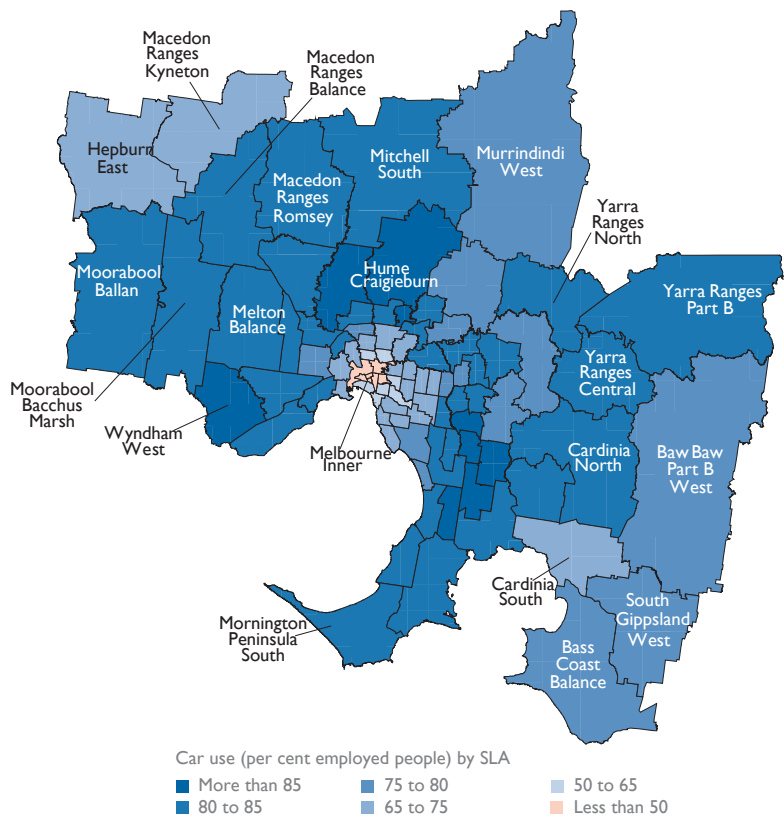 Macedon
Ranges
Kyneton
Macedon
Ranges
Balance
Hepburn
East
Macedon
Ranges
Romsey
Mitchell
South
Murrindindi
West
Yarra
Ranges
North
Moorabool
Ballan
Hume
Craigieburn
Melton
Balance
Yarra Ranges
Part B
Yarra
Ranges
Central
Moorabool
Bacchus
Marsh
Wyndham
West
Melbourne
Inner
Cardinia
North
Baw Baw
Part B
West
Cardinia
South
Mornington
Peninsula
South
South
Gippsland
West
Bass
Coast
Balance
Car use (per cent employed people) by SLA
More than 85
75 to 80
50 to 65
80 to 85
65 to 75
Less than 50